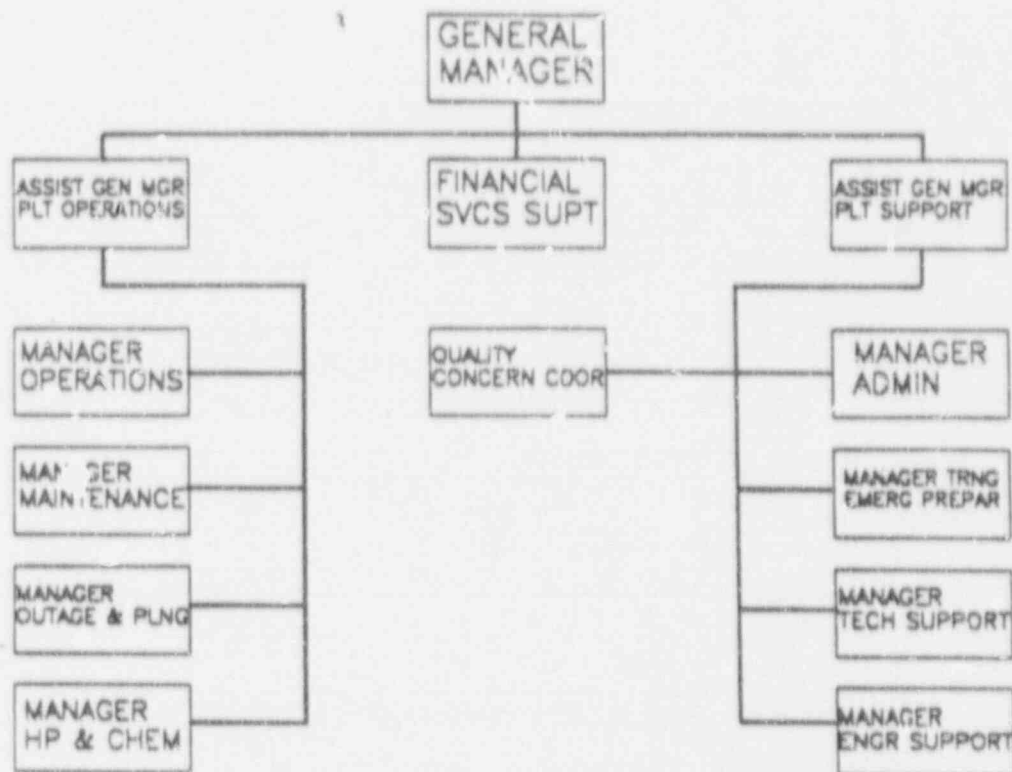 GENERAL
MANAGER
ASSIST GEN MGR
PLT OPERATIONS
FINANCIAL
SVCS SUPT
ASSIST GEN MGR
PLT SUPPORT
MANAGER
OPERATIONS
QUALITY
CONCERN COOR
MANAGER
ADMIN
MANAGER
MAINTENANCE
MANAGER TRNG
EMERG PREPAR
MANAGER
OUTAGE & PLNG
MANAGER
TECH SUPPORT
MANAGER
HP & CHEM
MANAGER
ENGR SUPPORT